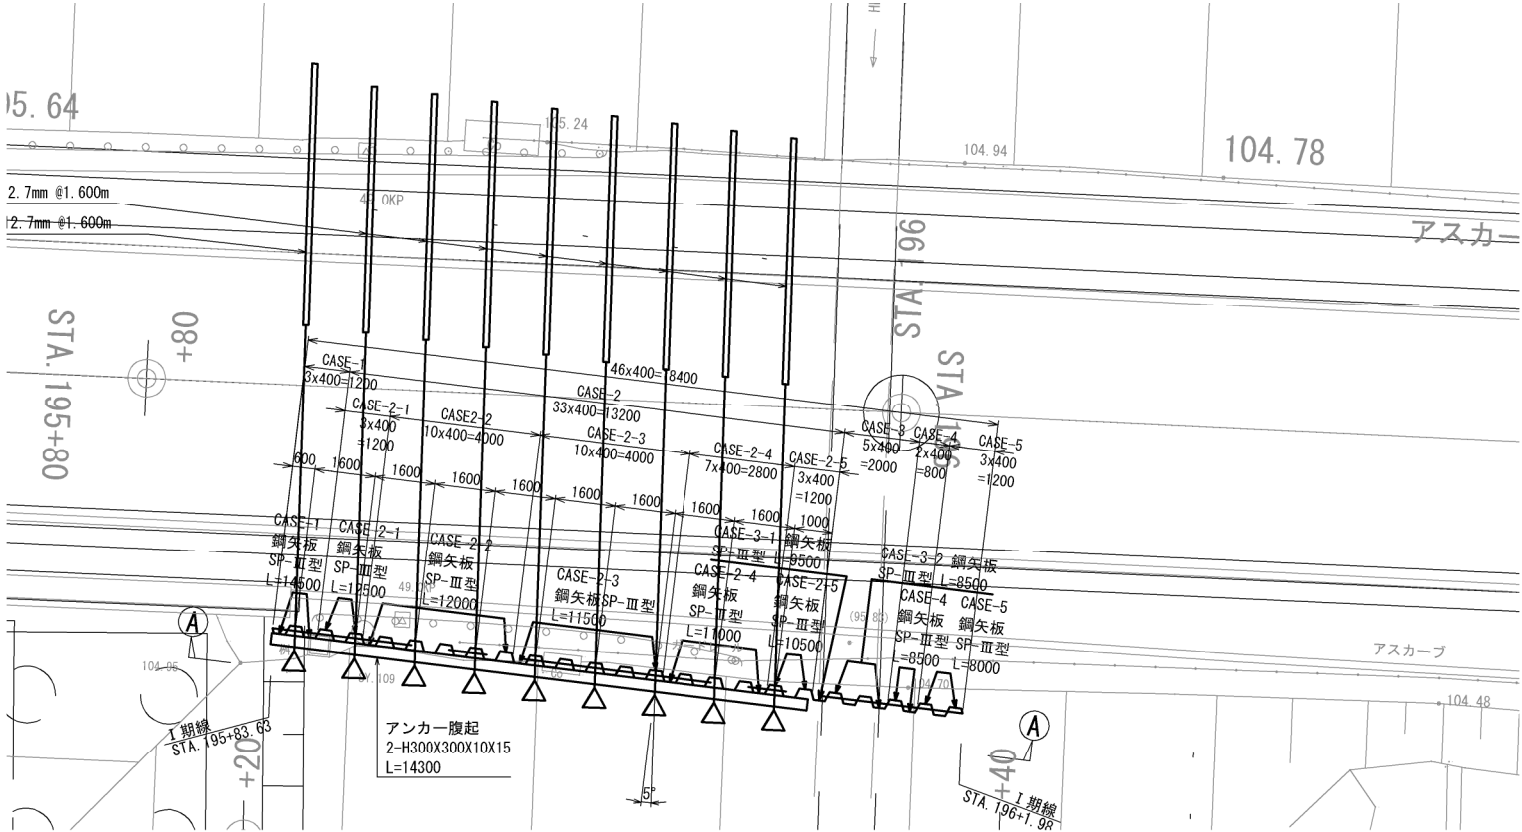 105.24
104.94
104.78
2.7mm @1.600m
2.7mm @1.600m
アスカー
STA. 196
STA. 195+80
+80
STA 196
46x400=18400
CASE-1
3x400=1200
CASE-2
33x400=13200
CASE-2-1
3x400
=1200
CASE2-2
10x400=4000
CASE-2-3
10x400=4000
CASE-2-4
7x400=2800
CASE-2-5
3x400
=1200
CASE-3
5x400
=2000
CASE-4
2x400
=800
CASE-5
3x400
=1200
600
1600
1600
1600
1600
1600
1600
1600
1600
1000
CASE-1
鋼矢板
SP-Ⅲ型
L=14500
CASE-2-1
鋼矢板
SP-Ⅲ型
L=12500
CASE-2-2
鋼矢板
SP-Ⅲ型
L=12000
CASE-2-3
鋼矢板SP-Ⅲ型
L=11500
CASE-3-1 鋼矢板
SP-Ⅲ型 L=9500
CASE-2-4
鋼矢板
SP-Ⅲ型
L=11000
CASE-2-5
鋼矢板
SP-Ⅲ型
L=10500
CASE-3-2 鋼矢板
SP-Ⅲ型 L=8500
CASE-4
鋼矢板
SP-Ⅲ型
L=8500
CASE-5
鋼矢板
SP-Ⅲ型
L=8000
A
104.95
アスカーブ
104.48
Ⅰ期線
STA. 195+83.63
+20
アンカー腹起
2-H300X300X10X15
L=14300
5°
A
+40
Ⅰ期線
STA. 196+1.98